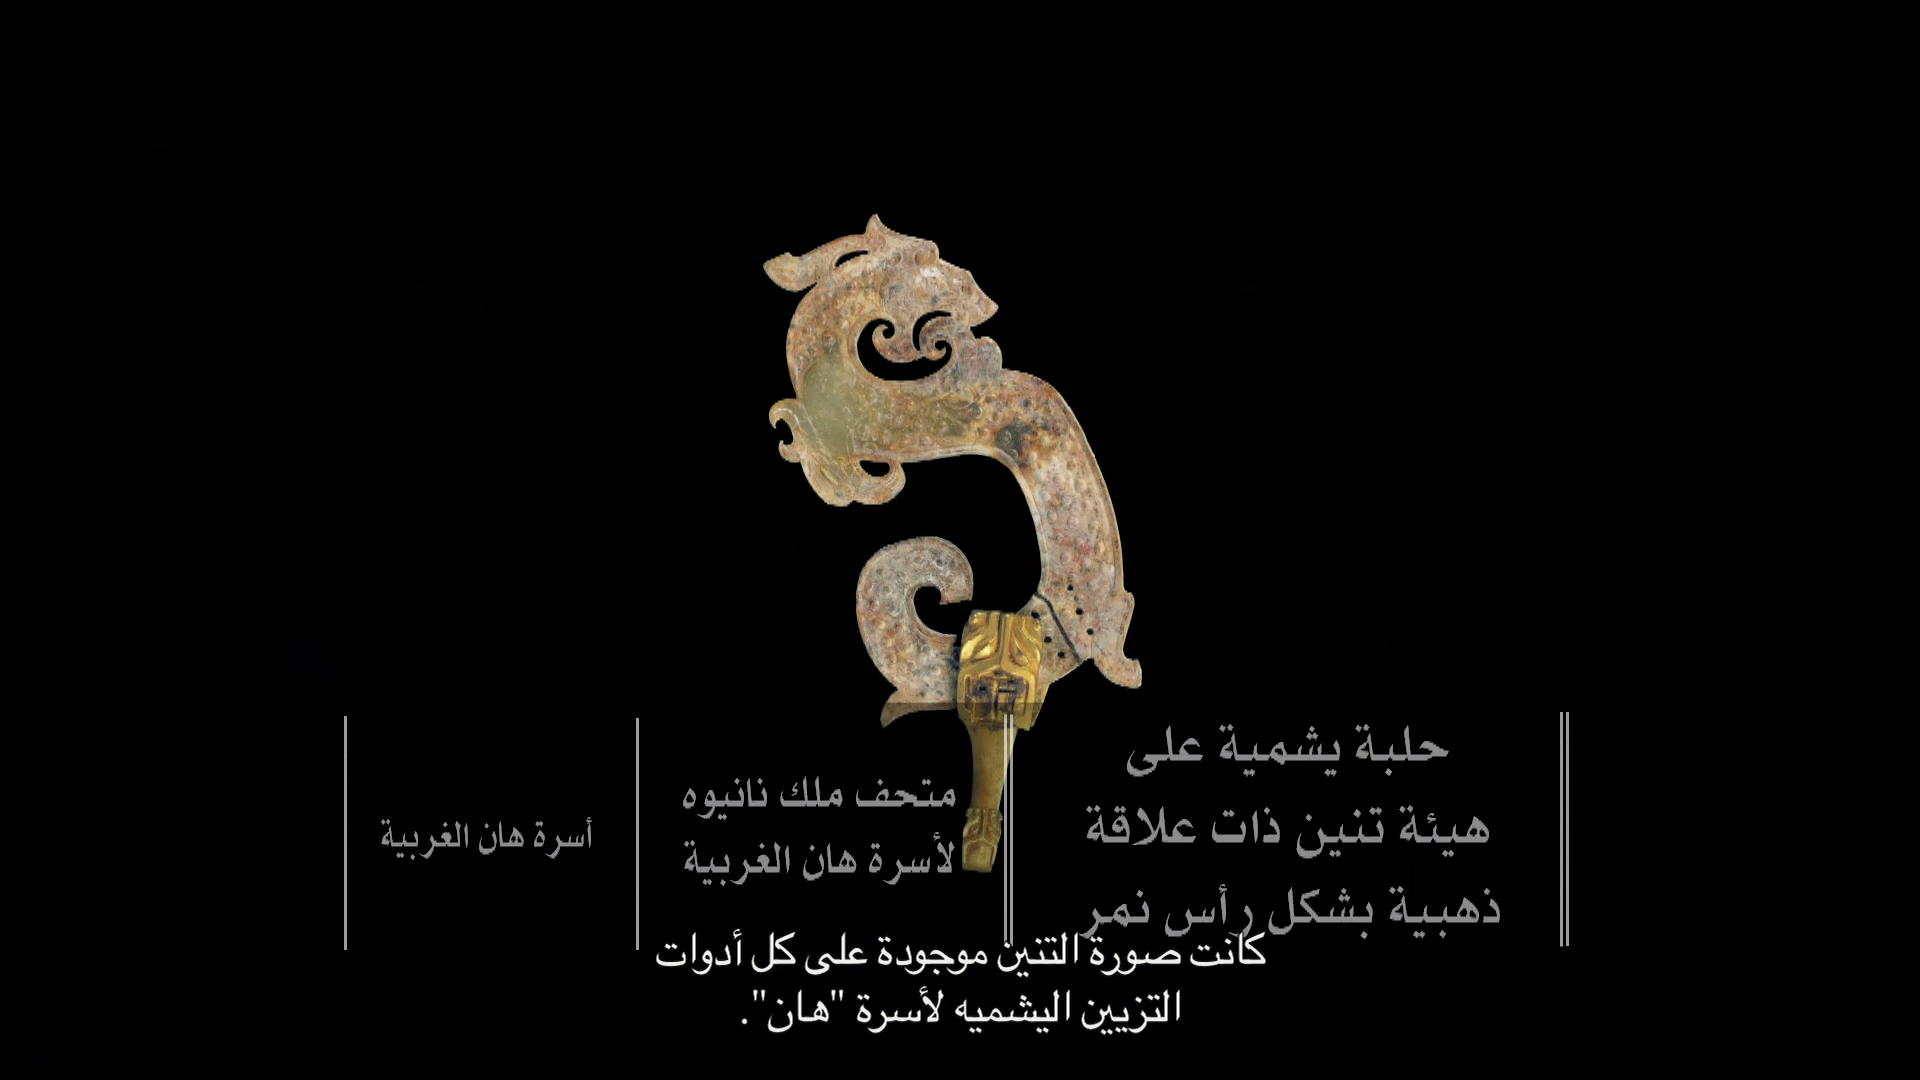 حلبة يشمية على
هيئة تنين ذات علاقة
ذهبية بشكل رأس نمر
متحف ملك نانيوه
لأسرة هان الغربية
أسرة هان الغربية
كانت صورة التنين موجودة على كل أدوات
التزيين اليشميه لأسرة "هان".